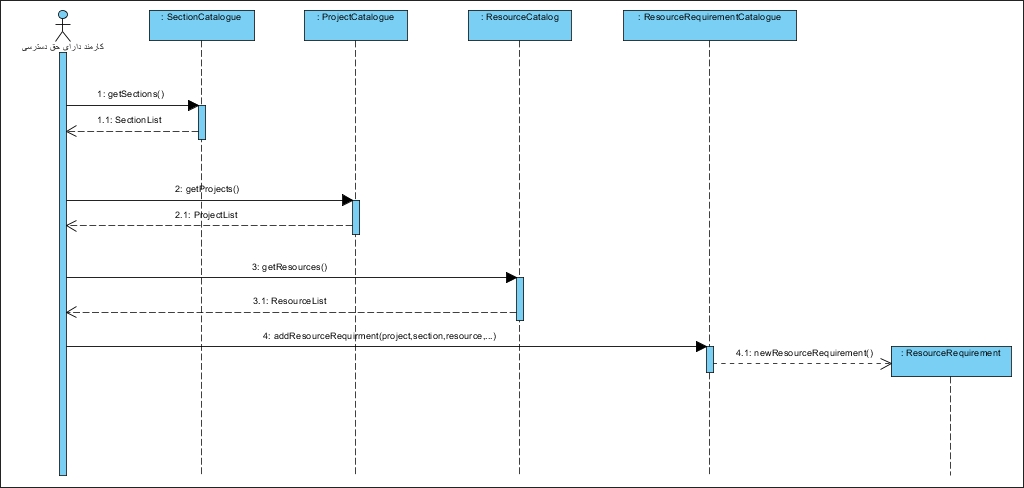 : SectionCatalogue
: ProjectCatalogue
: ResourceCatalog
: ResourceRequirementCatalogue
کارمند دارای حق دسترسی
1: getSections()
1.1: SectionList
2: getProjects()
2.1: ProjectList
3: getResources()
3.1: ResourceList
4: addResourceRequirment(project,section,resource,...)
4.1: newResourceRequirement()
: ResourceRequirement